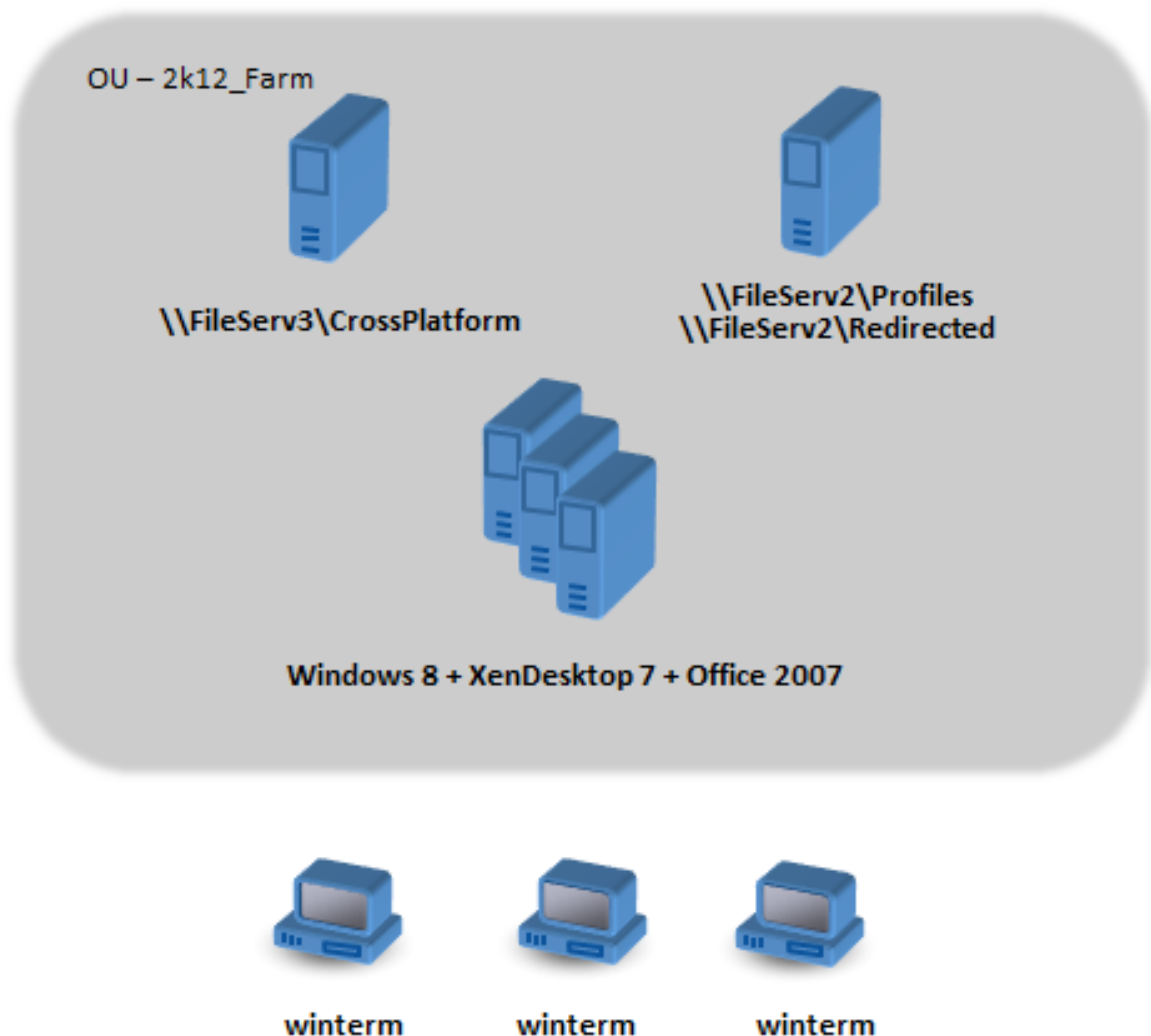 OU – 2k12_Farm
\\FileServ3\CrossPlatform
\\FileServ2\Profiles
\\FileServ2\Redirected
Windows 8 + XenDesktop 7 + Office 2007
winterm
winterm
winterm